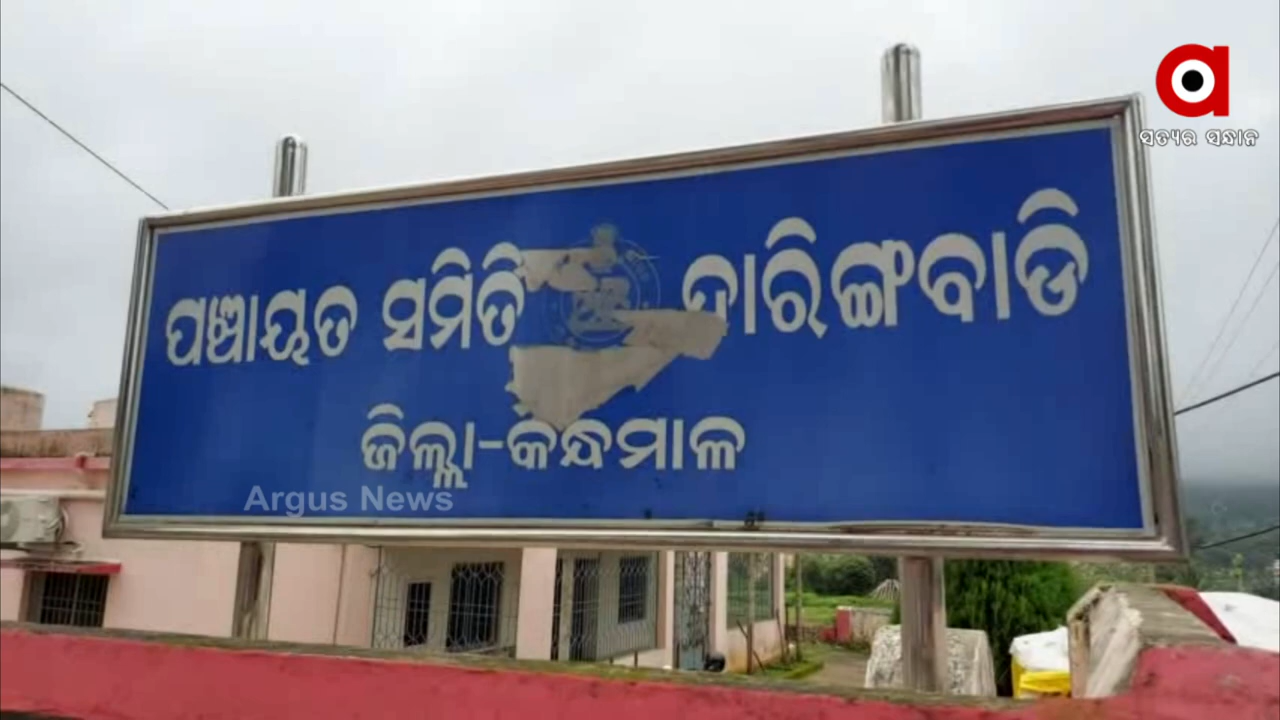 ସତ୍ୟର ସନ୍ଧାନ
ପଞ୍ଚାୟତ ସମିତି ଦାରିଙ୍ଗବାଡି
ଜିଲ୍ଲା-କନ୍ଧମାଳ
Argus News